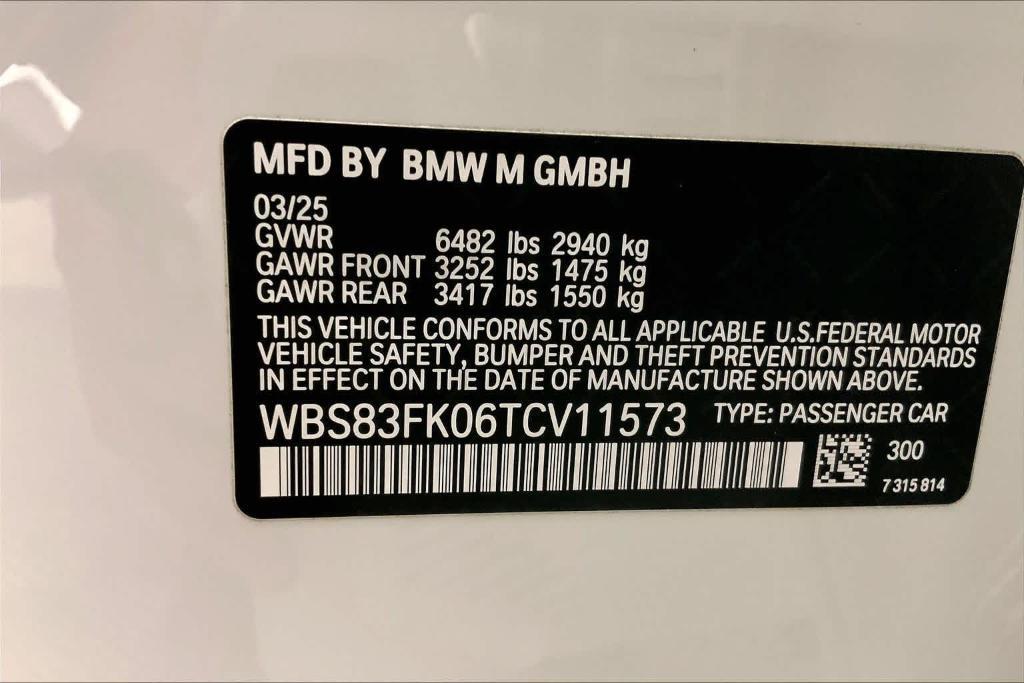 MFD BY BMW M GMBH
03/25
GVWR 6482 lbs 2940 kg
GAWR FRONT 3252 lbs 1475 kg
GAWR REAR 3417 lbs 1550 kg
THIS VEHICLE CONFORMS TO ALL APPLICABLE U.S.FEDERAL MOTOR
VEHICLE SAFETY, BUMPER AND THEFT PREVENTION STANDARDS
IN EFFECT ON THE DATE OF MANUFACTURE SHOWN ABOVE.
WBS83FK06TCV11573 TYPE: PASSENGER CAR
300
7 315 814